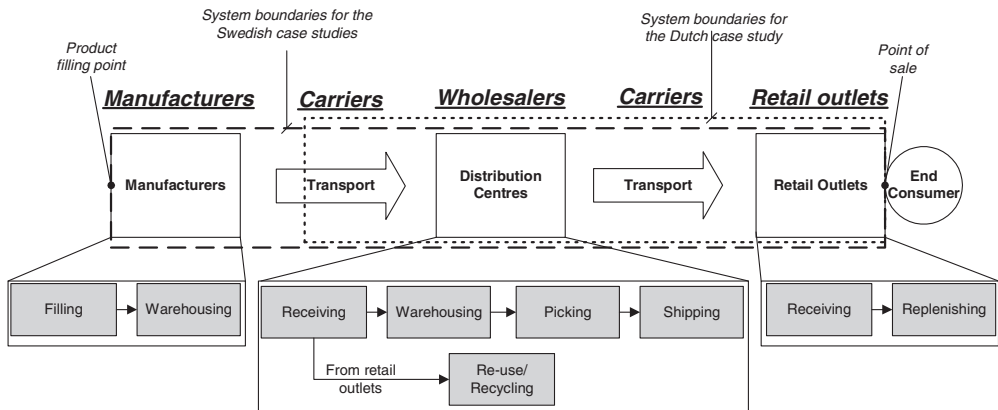 System boundaries for the
Swedish case studies
System boundaries for
the Dutch case study
Product
filling point
Point of
sale
Manufacturers
Carriers
Wholesalers
Carriers
Retail outlets
Manufacturers
Transport
Distribution
Centres
Transport
Retail Outlets
End
Consumer
Filling
Warehousing
Receiving
Warehousing
Picking
Shipping
From retail
outlets
Re-use/
Recycling
Receiving
Replenishing